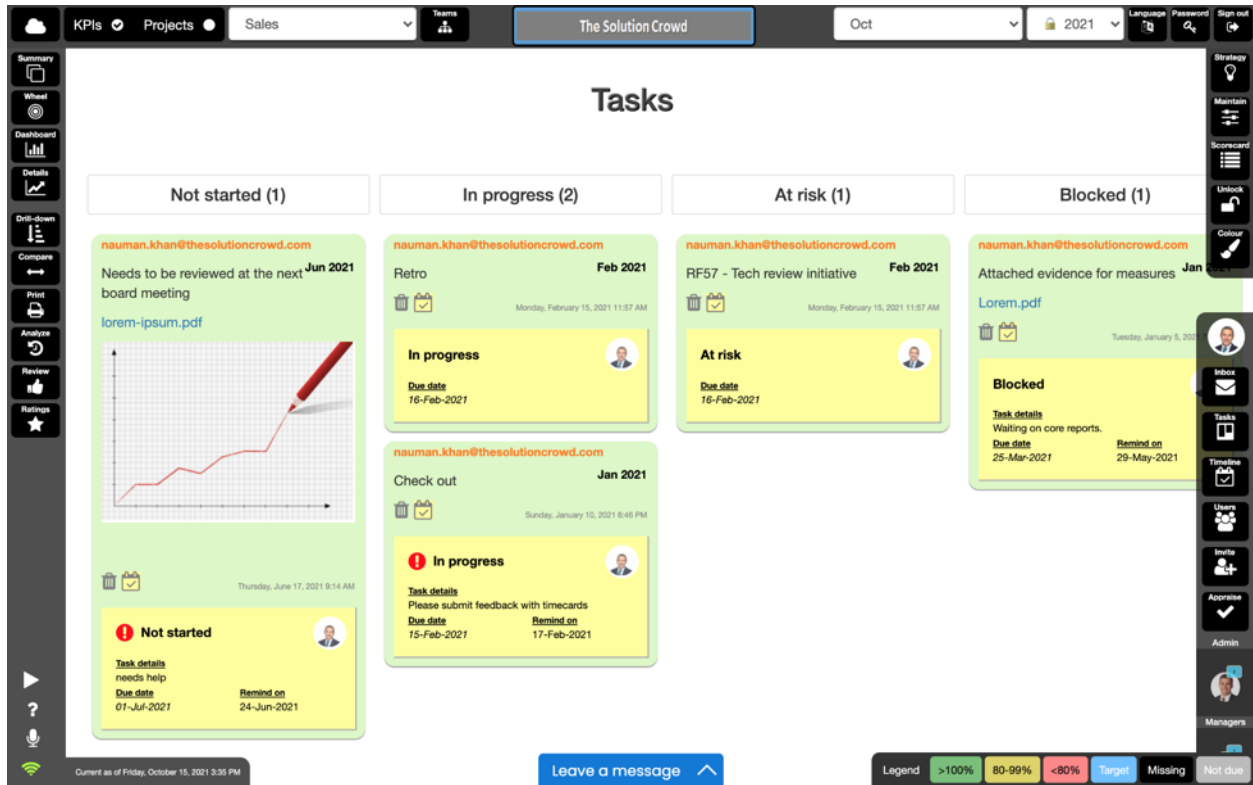 KPIs Projects Sales Teams The Solution Crowd Oct 2021 Language Password Sign out
Summary
Wheel
Dashboard
Details
Drill-down
Compare
Print
Analyze
Review
Ratings
Tasks
Not started (1)
nauman.khan@thesolutioncrowd.com
Jun 2021
Needs to be reviewed at the next
board meeting
lorem-ipsum.pdf
Thursday, June 17, 2021 9:14 AM
Not started
Task details
needs help
Due date Remind on
01-Jul-2021 24-Jun-2021
In progress (2)
nauman.khan@thesolutioncrowd.com
Feb 2021
Retro
Monday, February 15, 2021 11:57 AM
In progress
Due date
16-Feb-2021
nauman.khan@thesolutioncrowd.com
Jan 2021
Check out
Sunday, January 10, 2021 6:46 PM
In progress
Task details
Please submit feedback with timecards
Due date Remind on
15-Feb-2021 17-Feb-2021
At risk (1)
nauman.khan@thesolutioncrowd.com
Feb 2021
RF57 - Tech review initiative
Monday, February 15, 2021 11:57 AM
At risk
Due date
16-Feb-2021
Blocked (1)
nauman.khan@thesolutioncrowd.com
Jan
Attached evidence for measures
Lorem.pdf
Tuesday, January 5, 2021
Blocked
Task details
Waiting on core reports.
Due date Remind on
25-Mar-2021 29-May-2021
Strategy
Maintain
Scorecard
Unlock
Colour
Inbox
Tasks
Timeline
Users
Invite
Appraise
Admin
Managers
Current as of Friday, October 15, 2021 3:35 PM
Leave a message
Legend >100% 80-99% <80% Target Missing Not due